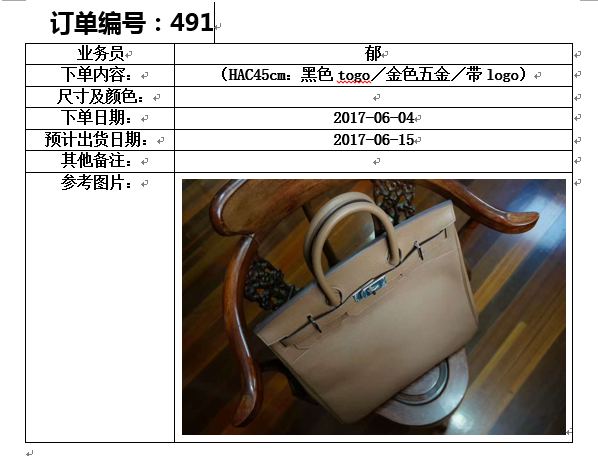 订单编号：491
业务员 郁
下单内容： （HAC45cm：黑色 togo／金色五金／带 logo）
尺寸及颜色：
下单日期： 2017-06-04
预计出货日期： 2017-06-15
其他备注：
参考图片：